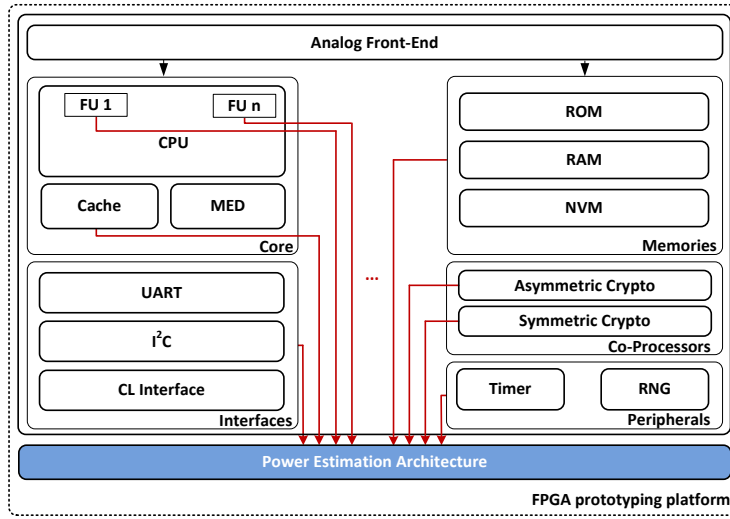 Analog Front-End
FU 1
FU n
CPU
Cache
MED
Core
ROM
RAM
NVM
Memories
UART
I²C
CL Interface
Interfaces
...
Asymmetric Crypto
Symmetric Crypto
Co-Processors
Timer
RNG
Peripherals
Power Estimation Architecture
FPGA prototyping platform